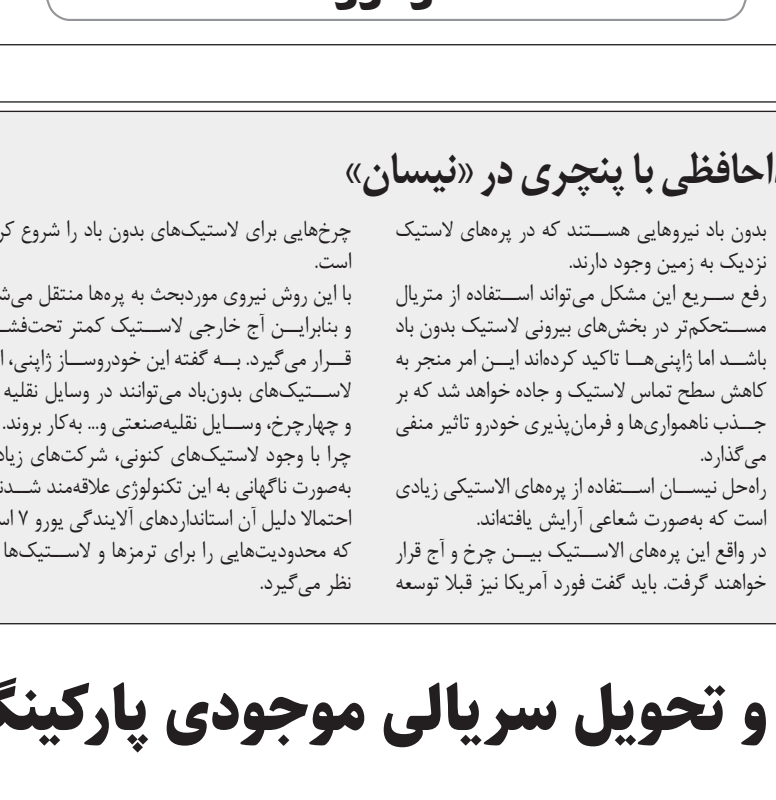 احافظی با پنچری در «نیسان»
بدون باد نیروهایی هستند که در پره‌های لاستیک
نزدیک به زمین وجود دارند.
رفع سریع این مشکل می‌تواند استفاده از متریال
مستحکم‌تر در بخش‌های بیرونی لاستیک بدون باد
باشد اما ژاپنی‌ها تاکید کرده‌اند این امر منجر به
کاهش سطح تماس لاستیک و جاده خواهد شد که بر
جذب ناهمواری‌ها و فرمان‌پذیری خودرو تاثیر منفی
می‌گذارد.
راه‌حل نیسان استفاده از پره‌های الاستیکی زیادی
است که به‌صورت شعاعی آرایش یافته‌اند.
در واقع این پره‌های الاستیک بین چرخ و آج قرار
خواهند گرفت. باید گفت فورد آمریکا نیز قبلا توسعه
چرخ‌هایی برای لاستیک‌های بدون باد را شروع کر
است.
با این روش نیروی موردبحث به پره‌ها منتقل می‌ش
و بنابراین آج خارجی لاستیک کمتر تحت‌فش
قرار می‌گیرد. به گفته این خودروساز ژاپنی، ا
لاستیک‌های بدون‌باد می‌توانند در وسایل نقلیه
و چهارچرخ، وسایل نقلیه‌صنعتی و... به‌کار بروند.
چرا با وجود لاستیک‌های کنونی، شرکت‌های زیاد
به‌صورت ناگهانی به این تکنولوژی علاقه‌مند شدن
احتمالا دلیل آن استانداردهای آلایندگی یورو ۷ اس
که محدودیت‌هایی را برای ترمزها و لاستیک‌ها
نظر می‌گیرد.
و تحویل سریالی موجودی پارکینگ